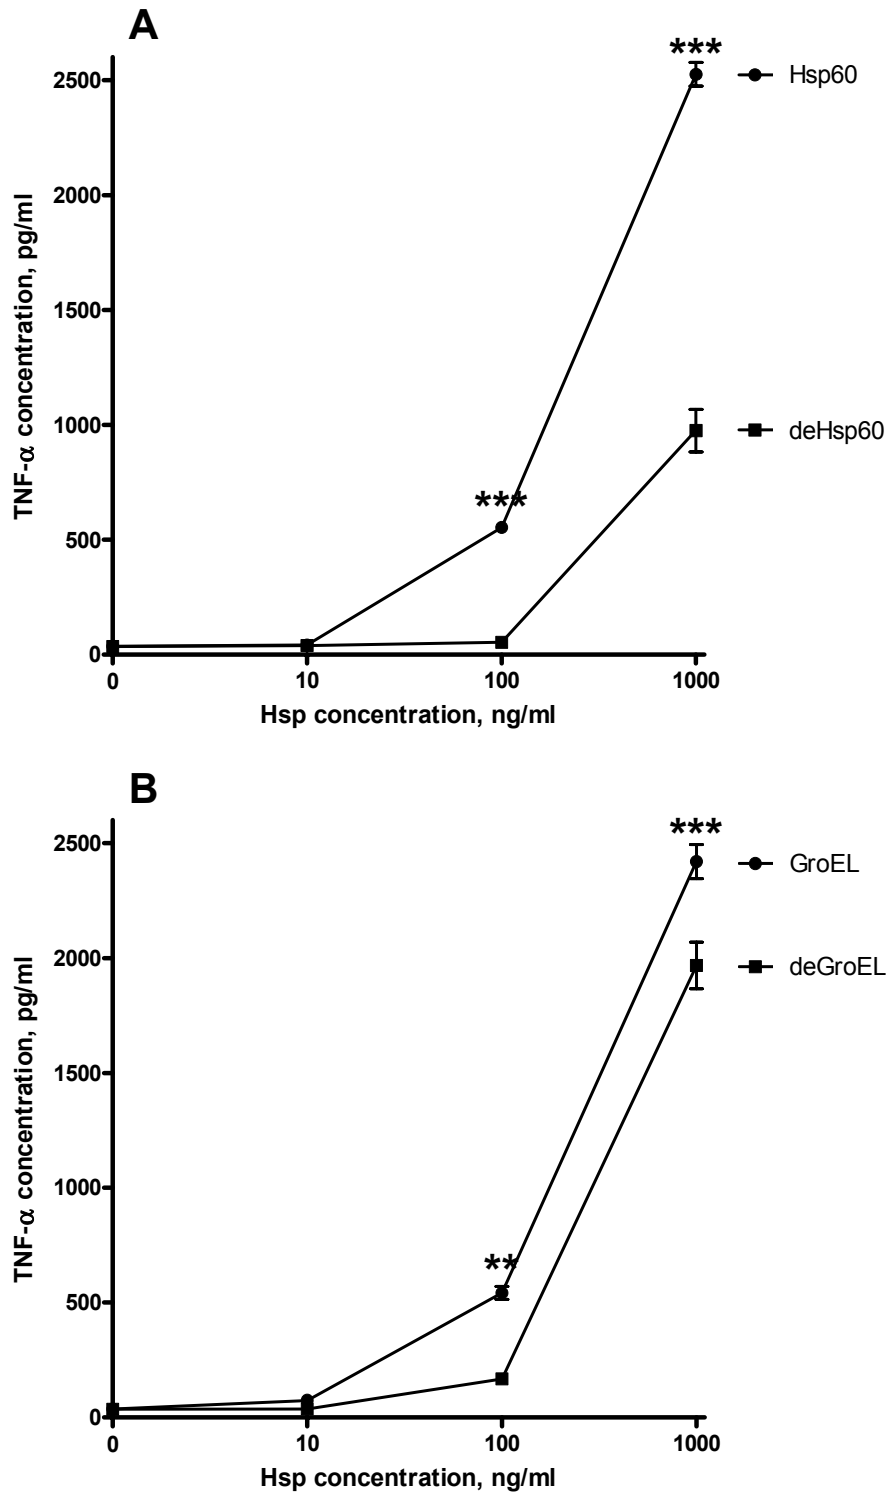 A
***
2500
Hsp60
2000
1500
TNF-α concentration, pg/ml
1000
deHsp60
***
500
0
0 10 100 1000
Hsp concentration, ng/ml
B
***
2500
GroEL
2000
deGroEL
1500
TNF-α concentration, pg/ml
1000
**
500
0
0 10 100 1000
Hsp concentration, ng/ml